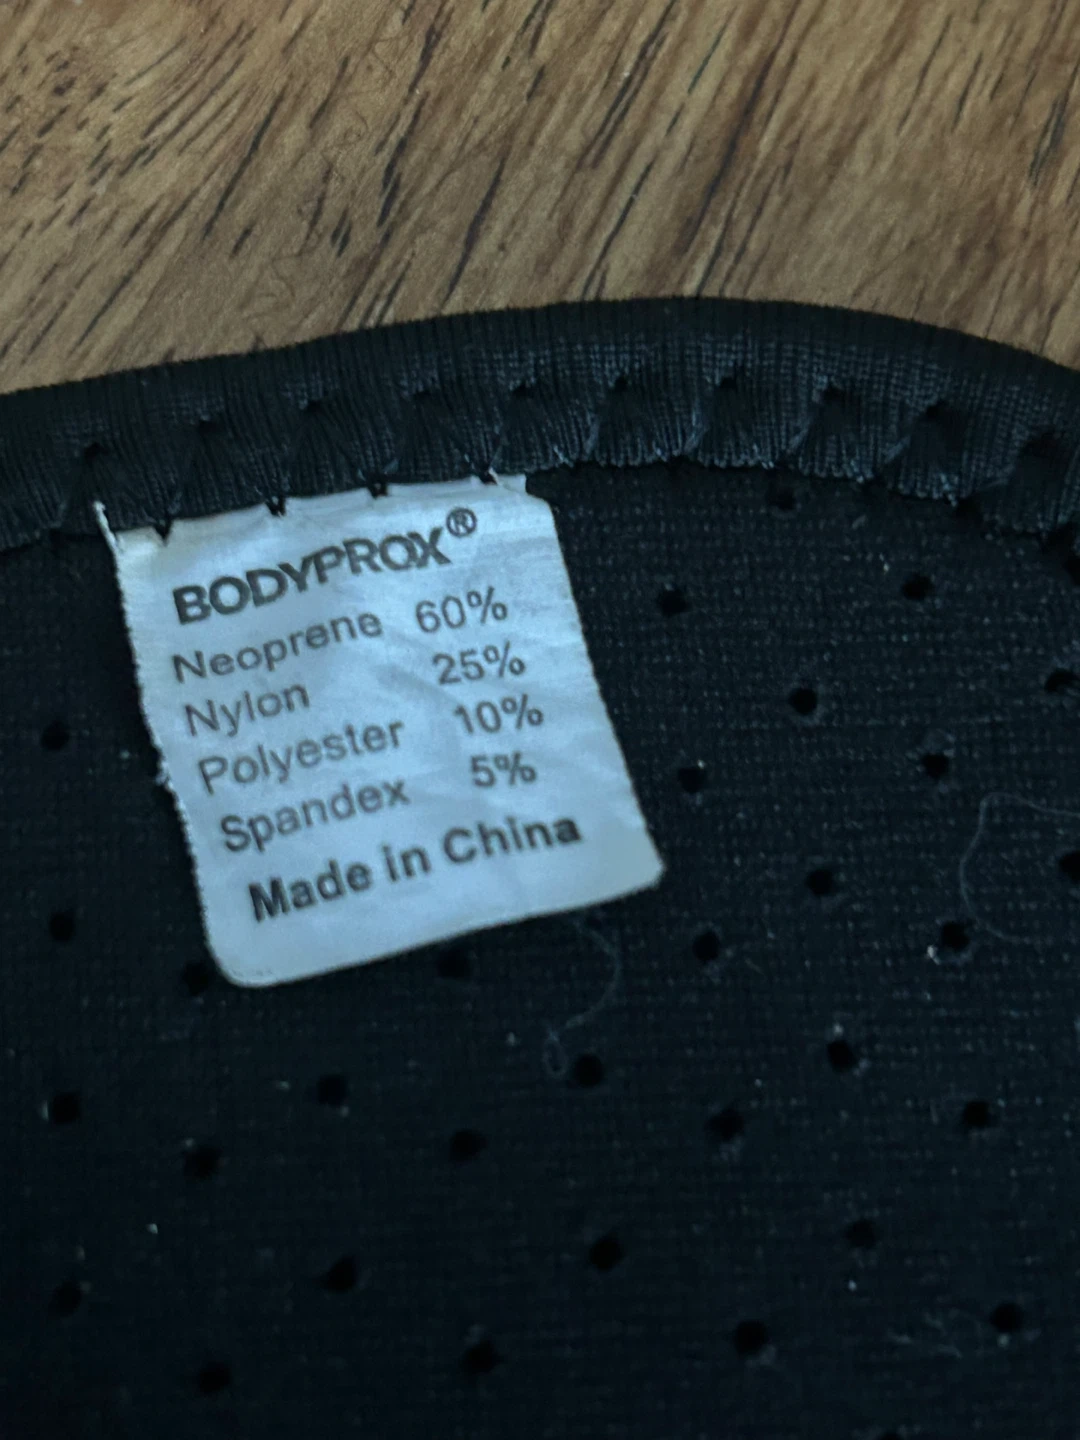 BODYPROX®
Neoprene 60%
Nylon 25%
Polyester 10%
Spandex 5%
Made in China